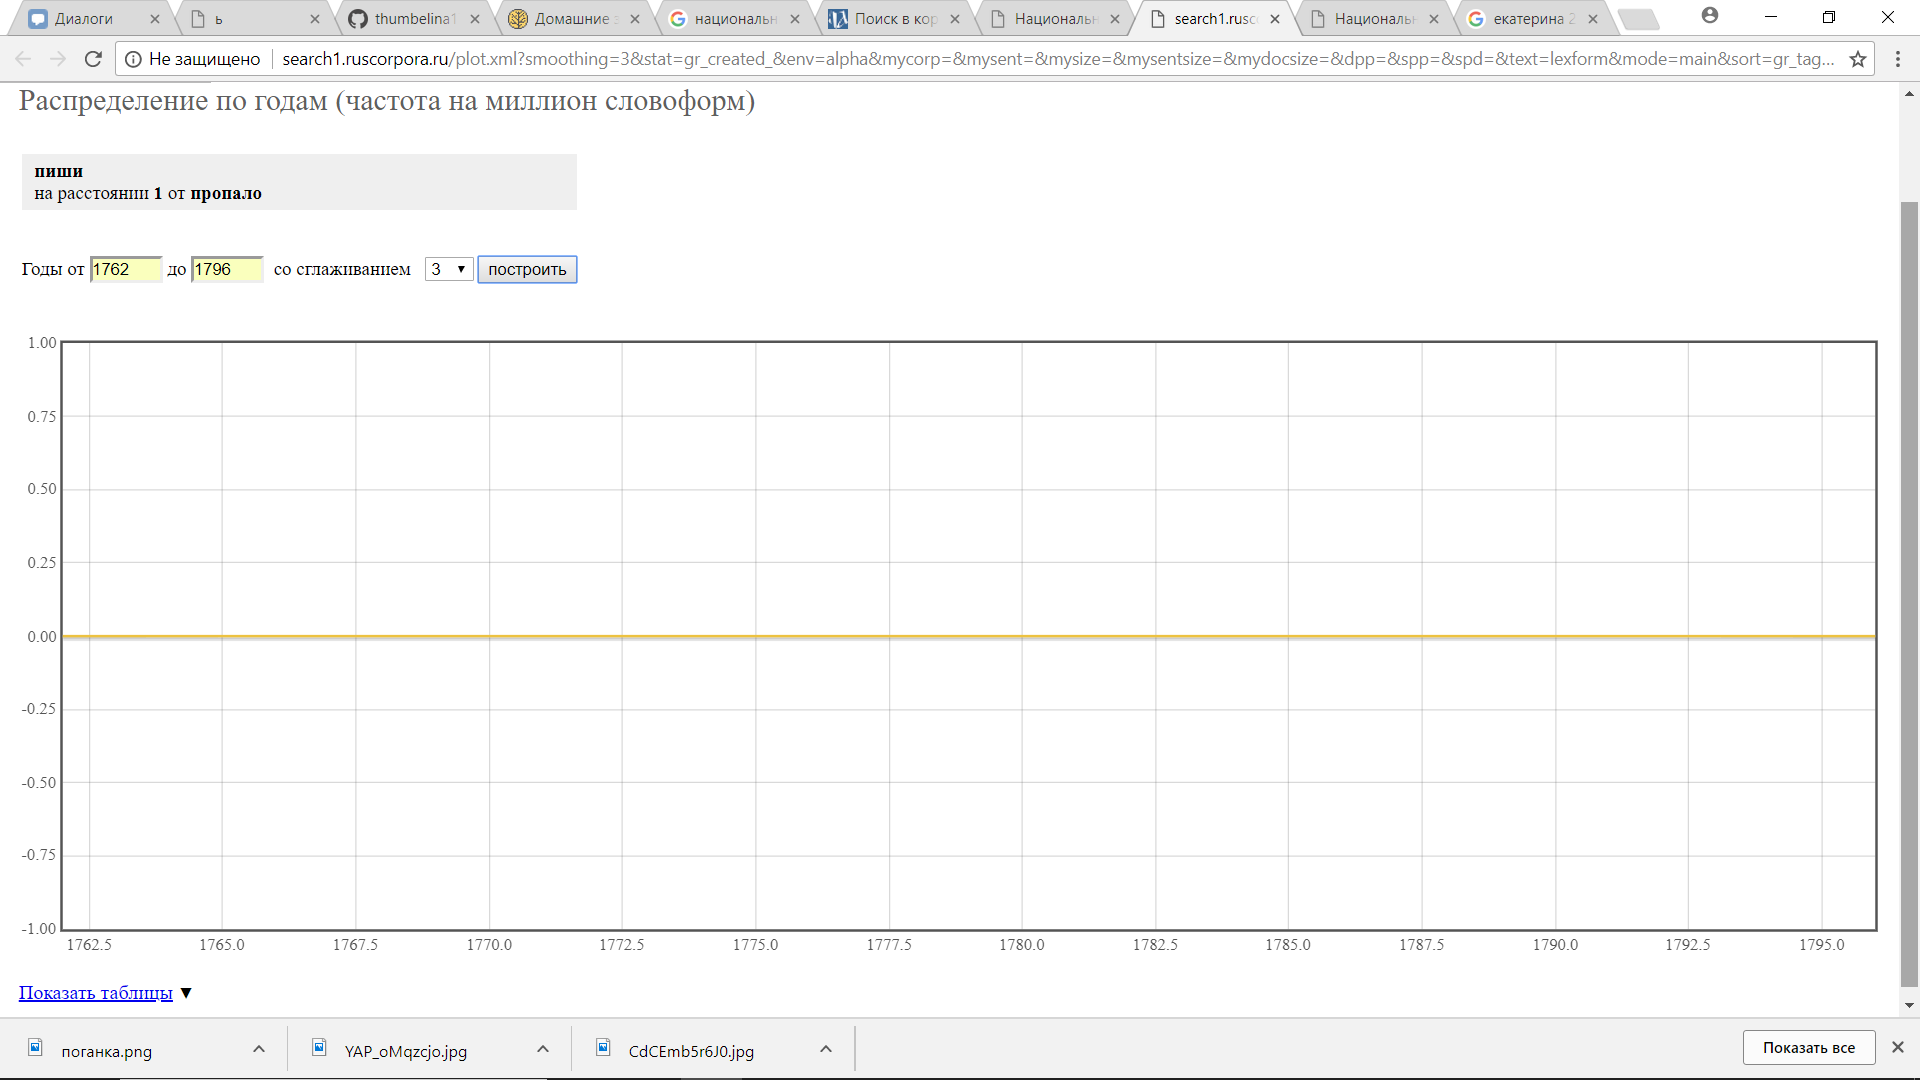 Диалоги
ь
thumbelina1
Домашние з
националь
Поиск в кор
Националь
search1.rusc
Националь
екатерина 2
Не защищено
search1.ruscorpora.ru/plot.xml?smoothing=3&stat=gr_created_&env=alpha&mycorp=&mysent=&mysize=&mysentsize=&mydocsize=&dpp=&spp=&spd=&text=lexform&mode=main&sort=gr_tag...
Распределение по годам (частота на миллион словоформ)
пиши
на расстоянии 1 от пропало
Годы от 1762 до 1796 со сглаживанием 3 построить
1.00
0.75
0.50
0.25
0.00
-0.25
-0.50
-0.75
-1.00
1762.5 1765.0 1767.5 1770.0 1772.5 1775.0 1777.5 1780.0 1782.5 1785.0 1787.5 1790.0 1792.5 1795.0
Показать таблицы ▼
поганка.png
YAP_oMqzcjo.jpg
CdCEmb5r6J0.jpg
Показать все